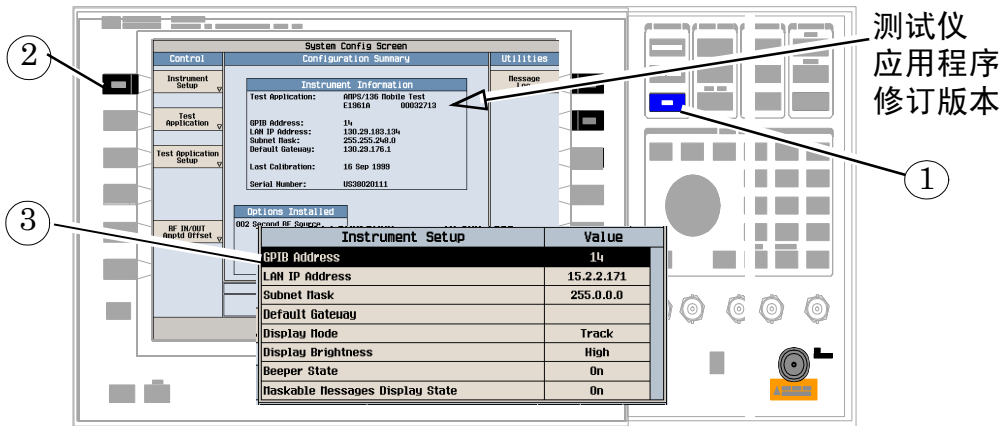 测试仪
应用程序
修订版本
2
1
3
System Config Screen
Control
Configuration Summary
Utilities
Instrument
Setup
Test
Application
Test Application
Setup
RF IN/OUT
Amptd Offset
Message
Instrument Information
Test Application: AMPS/136 Mobile Test
E1961A 00032713
GPIB Address: 14
LAN IP Address: 130.29.183.134
Subnet Mask: 255.255.248.0
Default Gateway: 130.29.176.1
Last Calibration: 16 Sep 1999
Serial Number: US38020111
Options Installed
002 Second RF Source
Instrument Setup Value
GPIB Address 14
LAN IP Address 15.2.2.171
Subnet Mask 255.0.0.0
Default Gateway
Display Mode Track
Display Brightness High
Beeper State On
Maskable Messages Display State On